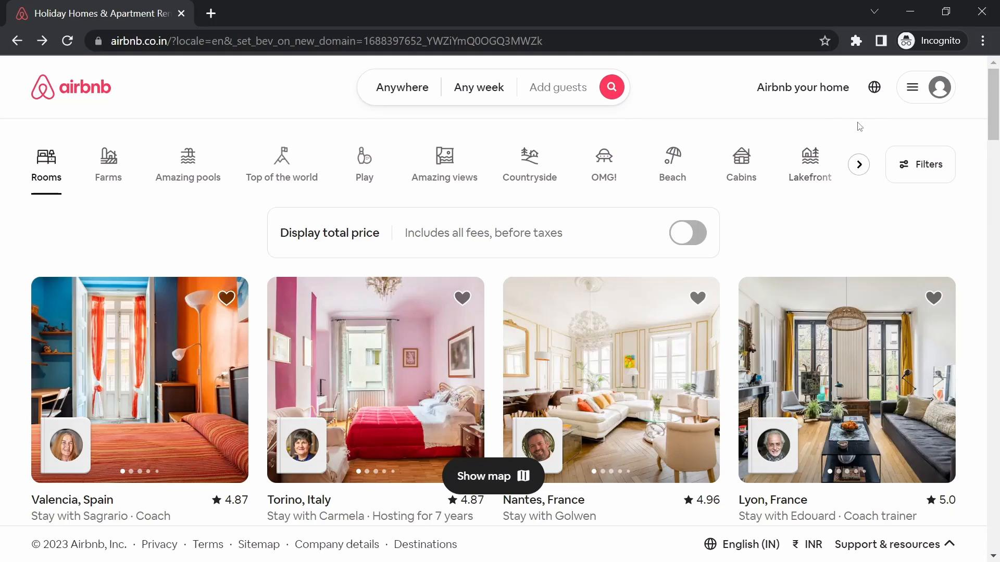 Holiday Homes & Apartment Ren
airbnb.co.in/?locale=en&_set_bev_on_new_domain=1688397652_YWZiYmQ0OGQ3MWZk
Incognito
airbnb
Anywhere
Any week
Add guests
Airbnb your home
Rooms
Farms
Amazing pools
Top of the world
Play
Amazing views
Countryside
OMG!
Beach
Cabins
Lakefront
Filters
Display total price
Includes all fees, before taxes
Show map
Valencia, Spain
4.87
Stay with Sagrario · Coach
Torino, Italy
4.87
Stay with Carmela · Hosting for 7 years
Nantes, France
4.96
Stay with Golwen
Lyon, France
5.0
Stay with Edouard · Coach trainer
© 2023 Airbnb, Inc. · Privacy · Terms · Sitemap · Company details · Destinations
English (IN)
₹ INR
Support & resources